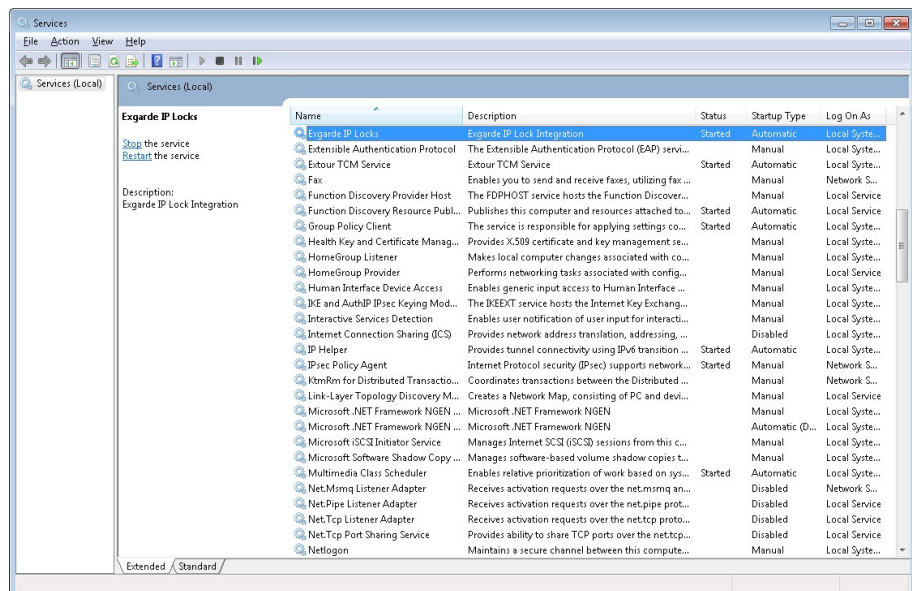 Services
File Action View Help
Services (Local)
Services (Local)
Exgarde IP Locks
Stop the service
Restart the service
Description:
Exgarde IP Lock Integration
Name Description Status Startup Type Log On As
Exgarde IP Locks Exgarde IP Lock Integration Started Automatic Local Syste...
Extensible Authentication Protocol The Extensible Authentication Protocol (EAP) servi... Manual Local Syste...
Extour TCM Service Extour TCM Service Started Automatic Local Syste...
Fax Enables you to send and receive faxes, utilizing fax ... Manual Network S...
Function Discovery Provider Host The FDPHOST service hosts the Function Discover... Manual Local Service
Function Discovery Resource Publ... Publishes this computer and resources attached to... Started Automatic Local Service
Group Policy Client The service is responsible for applying settings co... Started Automatic Local Syste...
Health Key and Certificate Manag... Provides X.509 certificate and key management se... Manual Local Syste...
HomeGroup Listener Makes local computer changes associated with co... Manual Local Syste...
HomeGroup Provider Performs networking tasks associated with config... Manual Local Service
Human Interface Device Access Enables generic input access to Human Interface ... Manual Local Syste...
IKE and AuthIP IPsec Keying Mod... The IKEEXT service hosts the Internet Key Exchang... Manual Local Syste...
Interactive Services Detection Enables user notification of user input for interacti... Manual Local Syste...
Internet Connection Sharing (ICS) Provides network address translation, addressing, ... Disabled Local Syste...
IP Helper Provides tunnel connectivity using IPv6 transition ... Started Automatic Local Syste...
IPsec Policy Agent Internet Protocol security (IPsec) supports network... Started Manual Network S...
KtmRm for Distributed Transactio... Coordinates transactions between the Distributed ... Manual Network S...
Link-Layer Topology Discovery M... Creates a Network Map, consisting of PC and devi... Manual Local Service
Microsoft .NET Framework NGEN ... Microsoft .NET Framework NGEN Manual Local Syste...
Microsoft .NET Framework NGEN ... Microsoft .NET Framework NGEN Automatic (D... Local Syste...
Microsoft iSCSI Initiator Service Manages Internet SCSI (iSCSI) sessions from this c... Manual Local Syste...
Microsoft Software Shadow Copy ... Manages software-based volume shadow copies t... Manual Local Syste...
Multimedia Class Scheduler Enables relative prioritization of work based on sys... Started Automatic Local Syste...
Net.Msmq Listener Adapter Receives activation requests over the net.msmq an... Disabled Network S...
Net.Pipe Listener Adapter Receives activation requests over the net.pipe prot... Disabled Local Service
Net.Tcp Listener Adapter Receives activation requests over the net.tcp proto... Disabled Local Service
Net.Tcp Port Sharing Service Provides ability to share TCP ports over the net.tcp... Disabled Local Service
Netlogon Maintains a secure channel between this compute... Manual Local Syste...
Extended Standard